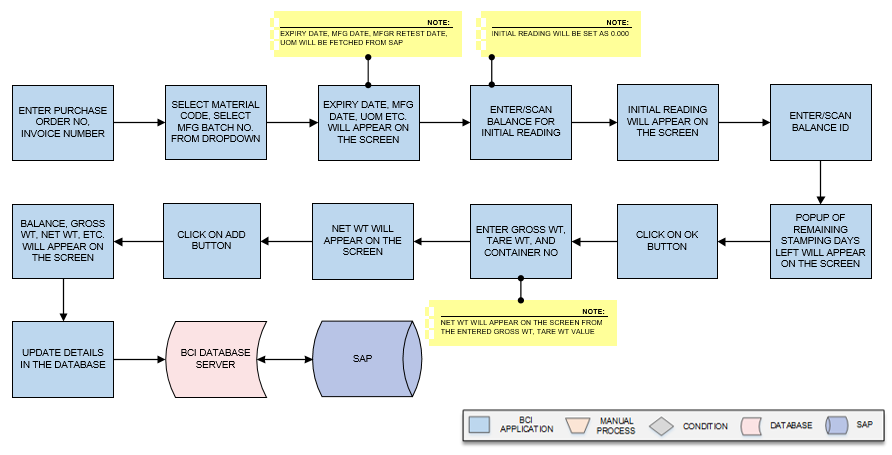 NOTE:
EXPIRY DATE, MFG DATE, MFGR RETEST DATE,
UOM WILL BE FETCHED FROM SAP
NOTE:
INITIAL READING WILL BE SET AS 0.000
ENTER PURCHASE
ORDER NO,
INVOICE NUMBER
SELECT MATERIAL
CODE, SELECT
MFG BATCH NO.
FROM DROPDOWN
EXPIRY DATE, MFG
DATE, UOM ETC.
WILL APPEAR ON
THE SCREEN
ENTER/SCAN
BALANCE FOR
INITIAL READING
INITIAL READING
WILL APPEAR ON
THE SCREEN
ENTER/SCAN
BALANCE ID
BALANCE, GROSS
WT, NET WT, ETC.
WILL APPEAR ON
THE SCREEN
CLICK ON ADD
BUTTON
NET WT WILL
APPEAR ON THE
SCREEN
ENTER GROSS WT,
TARE WT, AND
CONTAINER NO
CLICK ON OK
BUTTON
POPUP OF
REMAINING
STAMPING DAYS
LEFT WILL APPEAR
ON THE SCREEN
NOTE:
NET WT WILL APPEAR ON THE SCREEN FROM
THE ENTERED GROSS WT, TARE WT VALUE
UPDATE DETAILS
IN THE DATABASE
BCI DATABASE
SERVER
SAP
BCI
APPLICATION
MANUAL
PROCESS
CONDITION
DATABASE
SAP